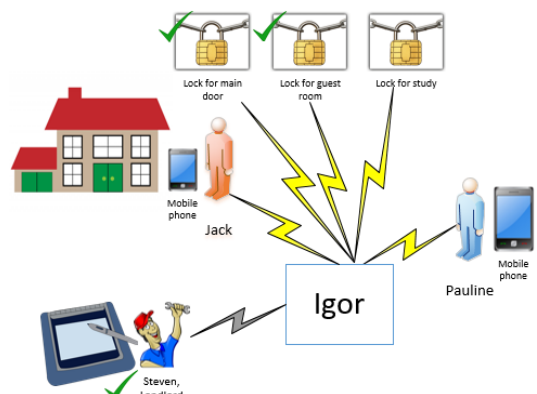 Lock for main
door
Lock for guest
room
Lock for study
Mobile
phone
Jack
Mobile
phone
Pauline
Igor
Steven,